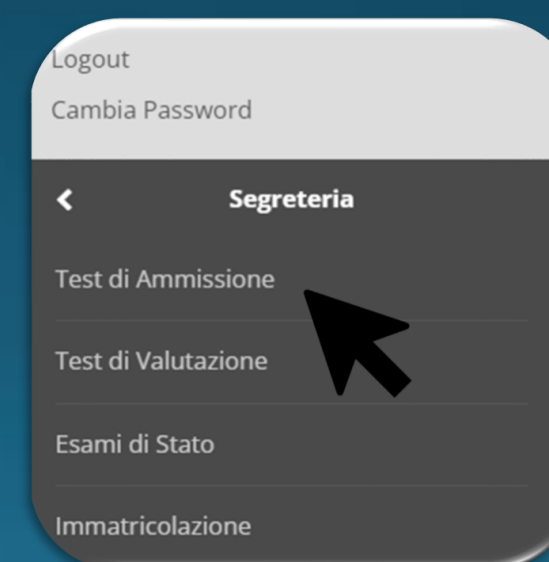 Logout
Cambia Password
Segreteria
Test di Ammissione
Test di Valutazione
Esami di Stato
Immatricolazione